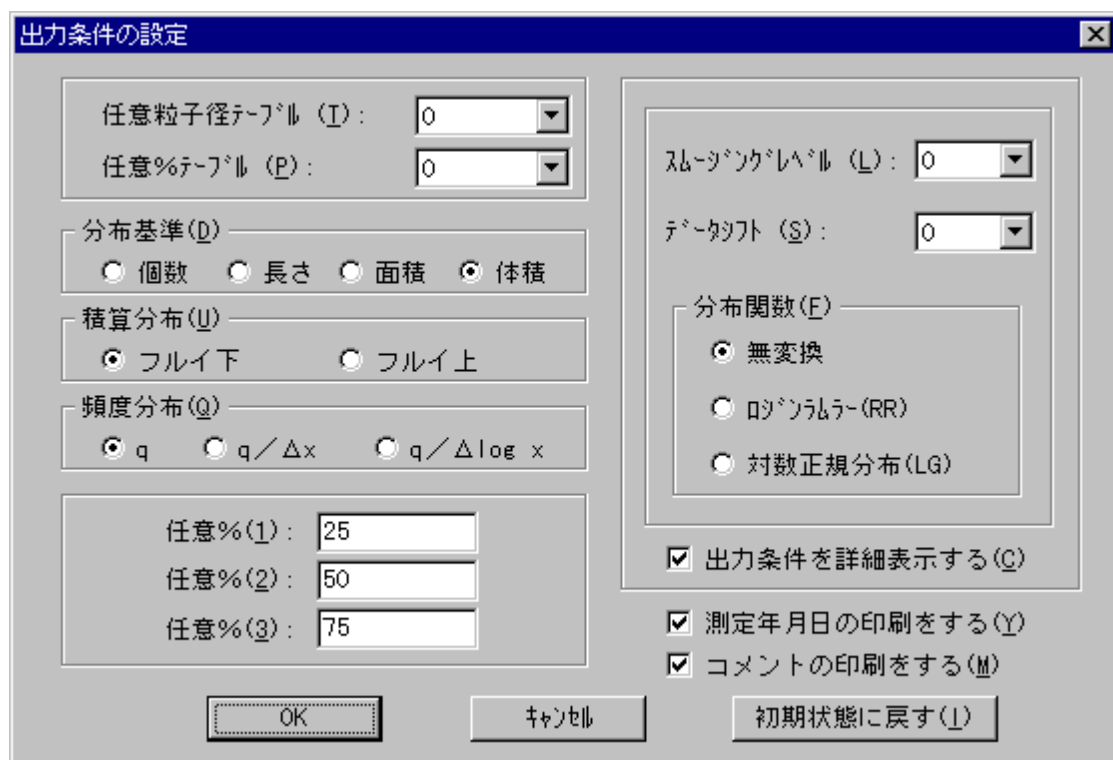 出力条件の設定
任意粒子径ﾃｰﾌﾞﾙ (T): 0
任意%ﾃｰﾌﾞﾙ (P): 0
分布基準(D)
個数 長さ 面積 体積
積算分布(U)
フルイ下 フルイ上
頻度分布(Q)
q q/Δx q/Δlog x
任意%(1): 25
任意%(2): 50
任意%(3): 75
ｽﾑｰｼﾞﾝｸﾞﾚﾍﾞﾙ (L): 0
ﾃﾞｰﾀｼﾌﾄ (S): 0
分布関数(F)
無変換
ﾛｼﾞﾝﾗﾑﾗｰ(RR)
対数正規分布(LG)
出力条件を詳細表示する(C)
測定年月日の印刷をする(Y)
コメントの印刷をする(M)
OK ｷｬﾝｾﾙ 初期状態に戻す(I)